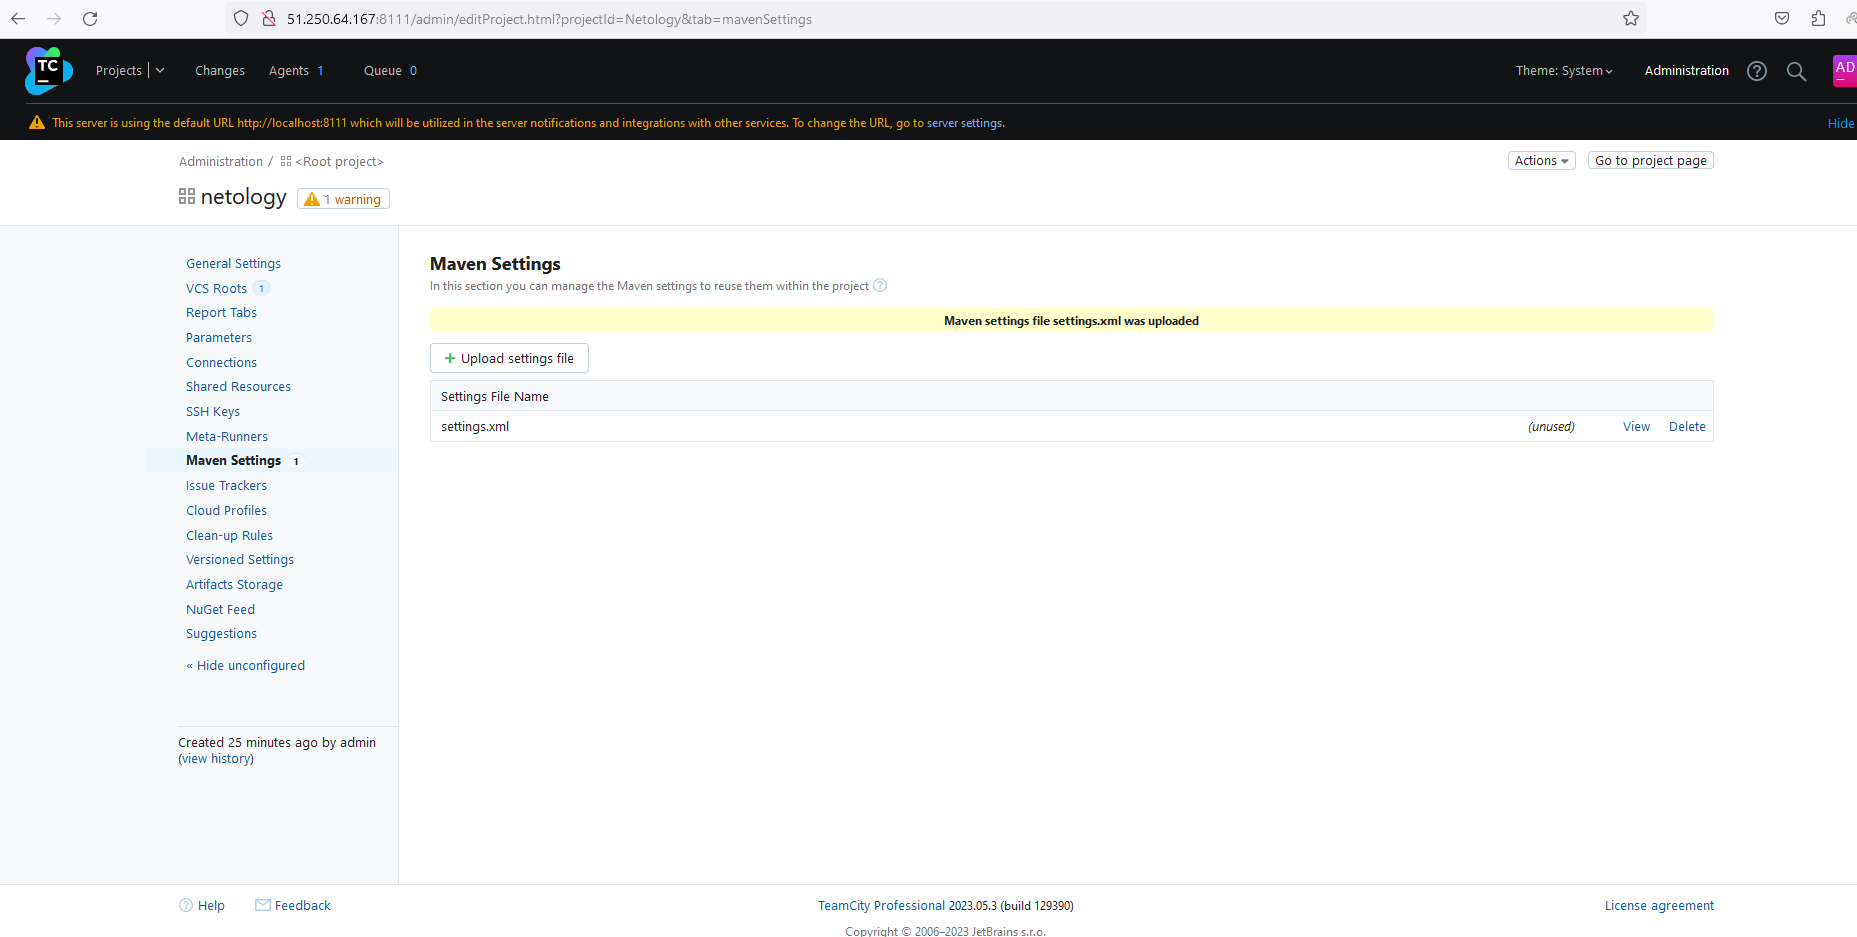 51.250.64.167:8111/admin/editProject.html?projectId=Netology&tab=mavenSettings
TC
Projects
Changes
Agents 1
Queue 0
Theme: System
Administration
AD
This server is using the default URL http://localhost:8111 which will be utilized in the server notifications and integrations with other services. To change the URL, go to server settings.
Hide
Administration / <Root project>
Actions
Go to project page
netology
1 warning
General Settings
VCS Roots 1
Report Tabs
Parameters
Connections
Shared Resources
SSH Keys
Meta-Runners
Maven Settings 1
Issue Trackers
Cloud Profiles
Clean-up Rules
Versioned Settings
Artifacts Storage
NuGet Feed
Suggestions
« Hide unconfigured
Created 25 minutes ago by admin
(view history)
Maven Settings
In this section you can manage the Maven settings to reuse them within the project
Maven settings file settings.xml was uploaded
+ Upload settings file
Settings File Name
settings.xml
(unused)
View
Delete
Help
Feedback
TeamCity Professional 2023.05.3 (build 129390)
License agreement
Copyright © 2006–2023 JetBrains s.r.o.